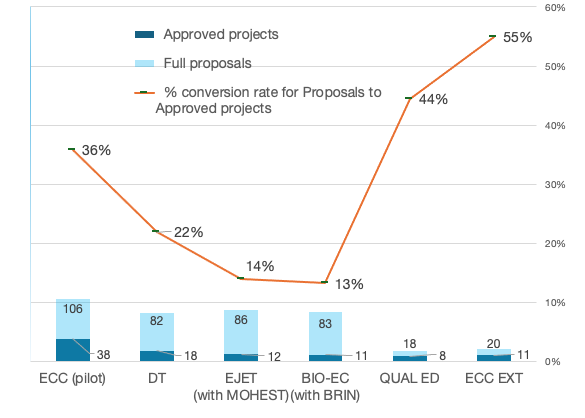 60%
Approved projects
Full proposals
50%
% conversion rate for Proposals to
Approved projects
55%
44%
40%
36%
30%
22%
20%
14%
13%
10%
106
82
86
83
18
20
38
18
12
11
8
11
0%
ECC (pilot)
DT
EJET
(with MOHEST)
BIO-EC
(with BRIN)
QUAL ED
ECC EXT